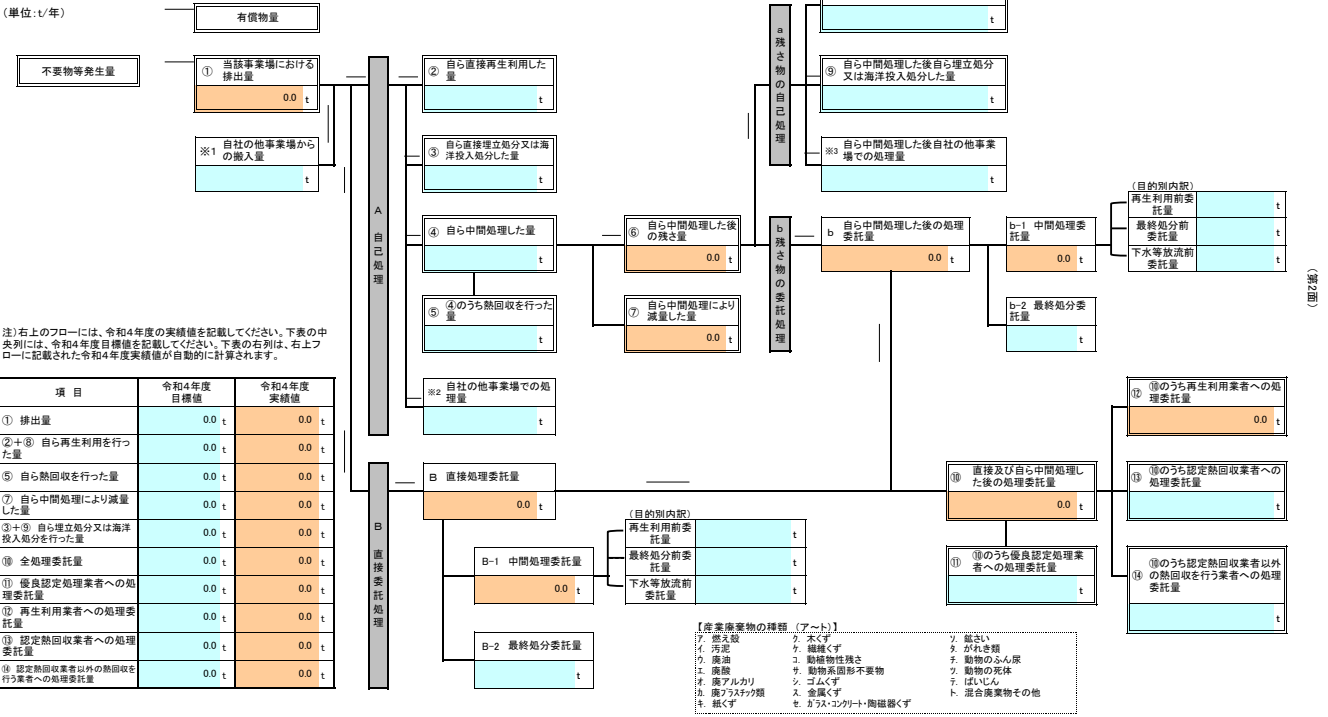 (単位:t/年)
有償物量
不要物等発生量
① 当該事業場における
排出量
0.0 t
※1 自社の他事業場から
の搬入量
t
A 自己処理
② 自ら直接再生利用した
量
t
③ 自ら直接埋立処分又は海
洋投入処分した量
t
④ 自ら中間処理した量
t
⑤ ④のうち熱回収を行った
量
t
※2 自社の他事業場での処
理量
t
⑥ 自ら中間処理した後
の残さ量
0.0 t
⑦ 自ら中間処理により
減量した量
0.0 t
a 残さ物の自己処理
t
⑨ 自ら中間処理した後自ら埋立処分
又は海洋投入処分した量
t
※3 自ら中間処理した後自社の他事業
場での処理量
t
b 残さ物の委託処理
b 自ら中間処理した後の処理
委託量
0.0 t
b-1 中間処理委
託量
0.0 t
(目的別内訳)
再生利用前委
託量 t
最終処分前
委託量 t
下水等放流前
委託量 t
b-2 最終処分委
託量
t
(第2面)
注)右上のフローには、令和4年度の実績値を記載してください。下表の中
央列には、令和4年度目標値を記載してください。下表の右列は、右上フ
ローに記載された令和4年度実績値が自動的に計算されます。
項 目 令和4年度
目標値 令和4年度
実績値
① 排出量 0.0 t 0.0 t
②+⑧ 自ら再生利用を行っ
た量 0.0 t 0.0 t
⑤ 自ら熱回収を行った量 0.0 t 0.0 t
⑦ 自ら中間処理により減量
した量 0.0 t 0.0 t
③+⑨ 自ら埋立処分又は海洋
投入処分を行った量 0.0 t 0.0 t
⑩ 全処理委託量 0.0 t 0.0 t
⑪ 優良認定処理業者への処
理委託量 0.0 t 0.0 t
⑫ 再生利用業者への処理委
託量 0.0 t 0.0 t
⑬ 認定熱回収業者への処理
委託量 0.0 t 0.0 t
⑭ 認定熱回収業者以外の熱回収を
行う業者への処理委託量 0.0 t 0.0 t
B 直接委託処理
B 直接処理委託量
0.0 t
B-1 中間処理委託量
0.0 t
(目的別内訳)
再生利用前委
託量 t
最終処分前委
託量 t
下水等放流前
委託量 t
B-2 最終処分委託量
t
⑩ 直接及び自ら中間処理し
た後の処理委託量
0.0 t
⑪ ⑩のうち優良認定処理業
者への処理委託量
t
⑫ ⑩のうち再生利用業者への処
理委託量
0.0 t
⑬ ⑩のうち認定熱回収業者への
処理委託量
t
⑭ ⑩のうち認定熱回収業者以外
の熱回収を行う業者への処理
委託量
t
【産業廃棄物の種類 (ア~ト)】
ア. 燃え殻 ク. 木くず ソ. 鉱さい
イ. 汚泥 ケ. 繊維くず タ. がれき類
ウ. 廃油 コ. 動植物性残さ チ. 動物のふん尿
エ. 廃酸 サ. 動物系固形不要物 ツ. 動物の死体
オ. 廃アルカリ シ. ゴムくず テ. ばいじん
カ. 廃プラスチック類 ス. 金属くず ト. 混合廃棄物その他
キ. 紙くず セ. ガラス・コンクリート・陶磁器くず